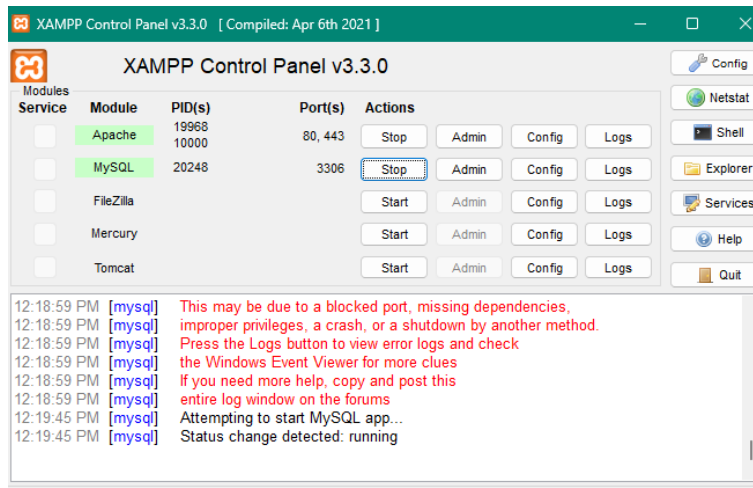 XAMPP Control Panel v3.3.0 [ Compiled: Apr 6th 2021 ]
XAMPP Control Panel v3.3.0
Config
Modules
Service Module PID(s) Port(s) Actions
Netstat
Apache 19968 10000 80, 443 Stop Admin Config Logs
Shell
MySQL 20248 3306 Stop Admin Config Logs
Explorer
FileZilla Start Admin Config Logs
Services
Mercury Start Admin Config Logs
Help
Tomcat Start Admin Config Logs
Quit
12:18:59 PM [mysql] This may be due to a blocked port, missing dependencies,
12:18:59 PM [mysql] improper privileges, a crash, or a shutdown by another method.
12:18:59 PM [mysql] Press the Logs button to view error logs and check
12:18:59 PM [mysql] the Windows Event Viewer for more clues
12:18:59 PM [mysql] If you need more help, copy and post this
12:18:59 PM [mysql] entire log window on the forums
12:19:45 PM [mysql] Attempting to start MySQL app...
12:19:45 PM [mysql] Status change detected: running